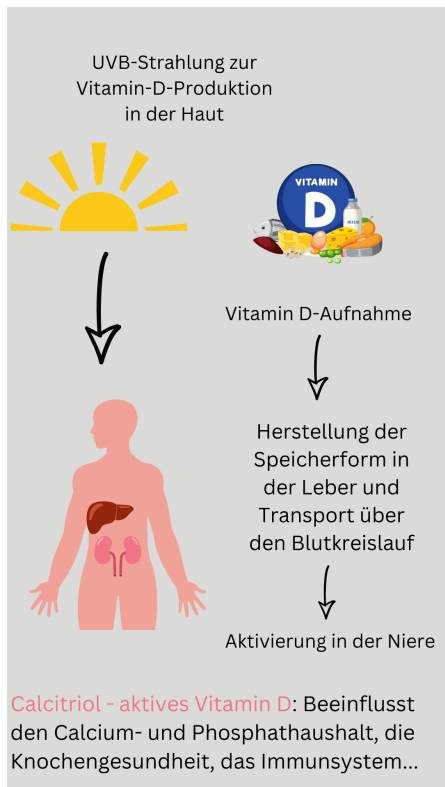 UVB-Strahlung zur
Vitamin-D-Produktion
in der Haut
VITAMIN
D
MILK
Vitamin D-Aufnahme
Herstellung der
Speicherform in
der Leber und
Transport über
den Blutkreislauf
Aktivierung in der Niere
Calcitriol - aktives Vitamin D: Beeinflusst
den Calcium- und Phosphathaushalt, die
Knochengesundheit, das Immunsystem...